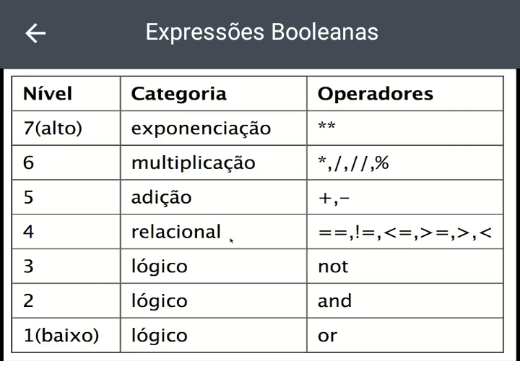 Expressões Booleanas
Nível Categoria Operadores
7(alto) exponenciação **
6 multiplicação *,/,//,%
5 adição +,-
4 relacional ==,!=,<=,>=,>,<
3 lógico not
2 lógico and
1(baixo) lógico or